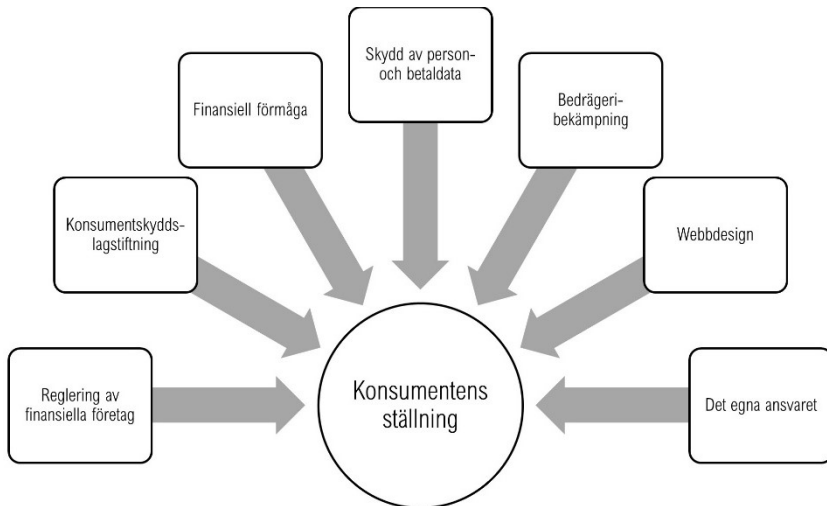 Skydd av person-
och betaldata
Finansiell förmåga
Bedrägeri-
bekämpning
Konsumentskydds-
lagstiftning
Webbdesign
Reglering av
finansiella företag
Konsumentens
ställning
Det egna ansvaret